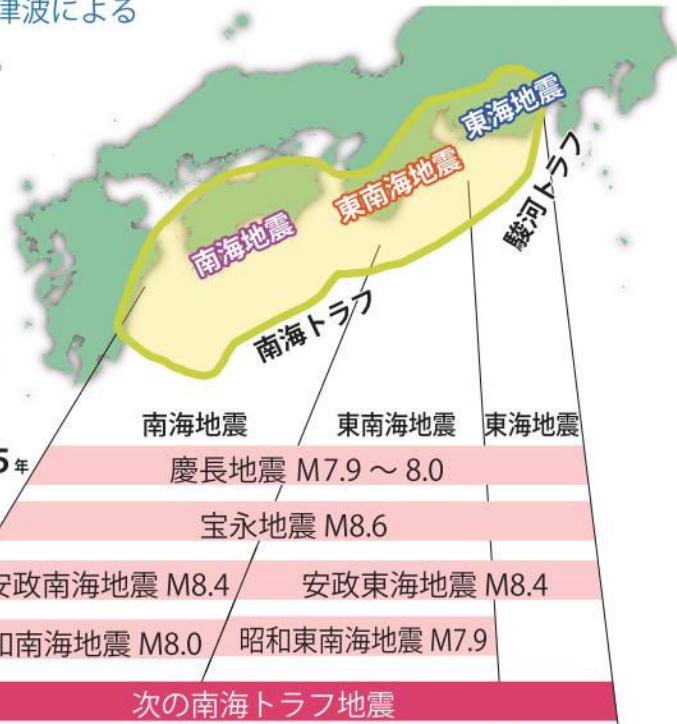 津波による
東海地震
東南海地震
南海地震
駿河トラフ
南海トラフ
南海地震 東南海地震 東海地震
5年
慶長地震 M7.9 ～ 8.0
宝永地震 M8.6
安政南海地震 M8.4 安政東海地震 M8.4
和南海地震 M8.0 昭和東南海地震 M7.9
次の南海トラフ地震